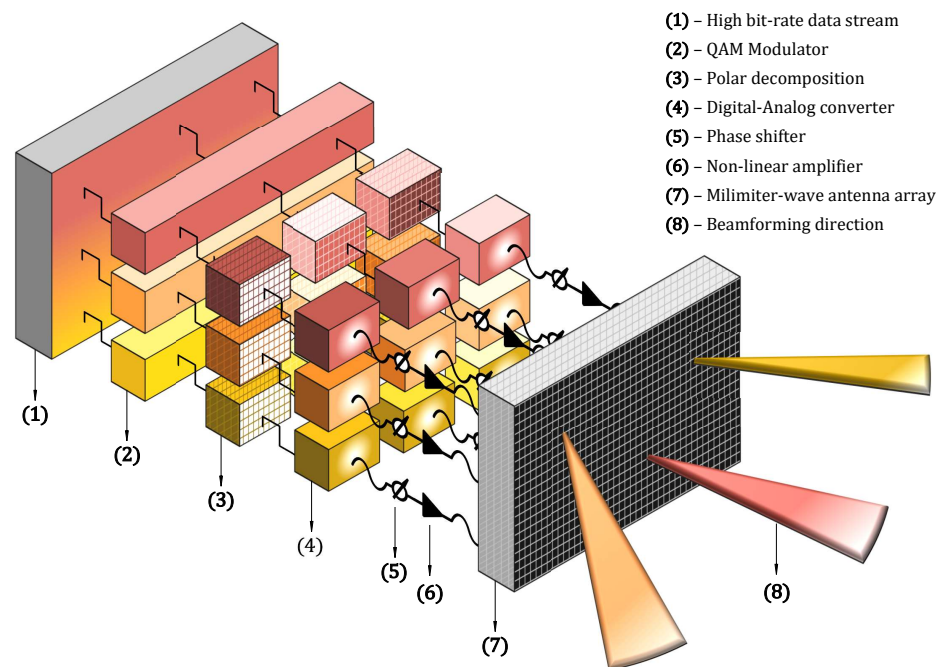 (1) – High bit-rate data stream
(2) – QAM Modulator
(3) – Polar decomposition
(4) – Digital-Analog converter
(5) – Phase shifter
(6) – Non-linear amplifier
(7) – Milimiter-wave antenna array
(8) – Beamforming direction
(1)
(2)
(3)
(4)
(5)
(6)
(7)
(8)